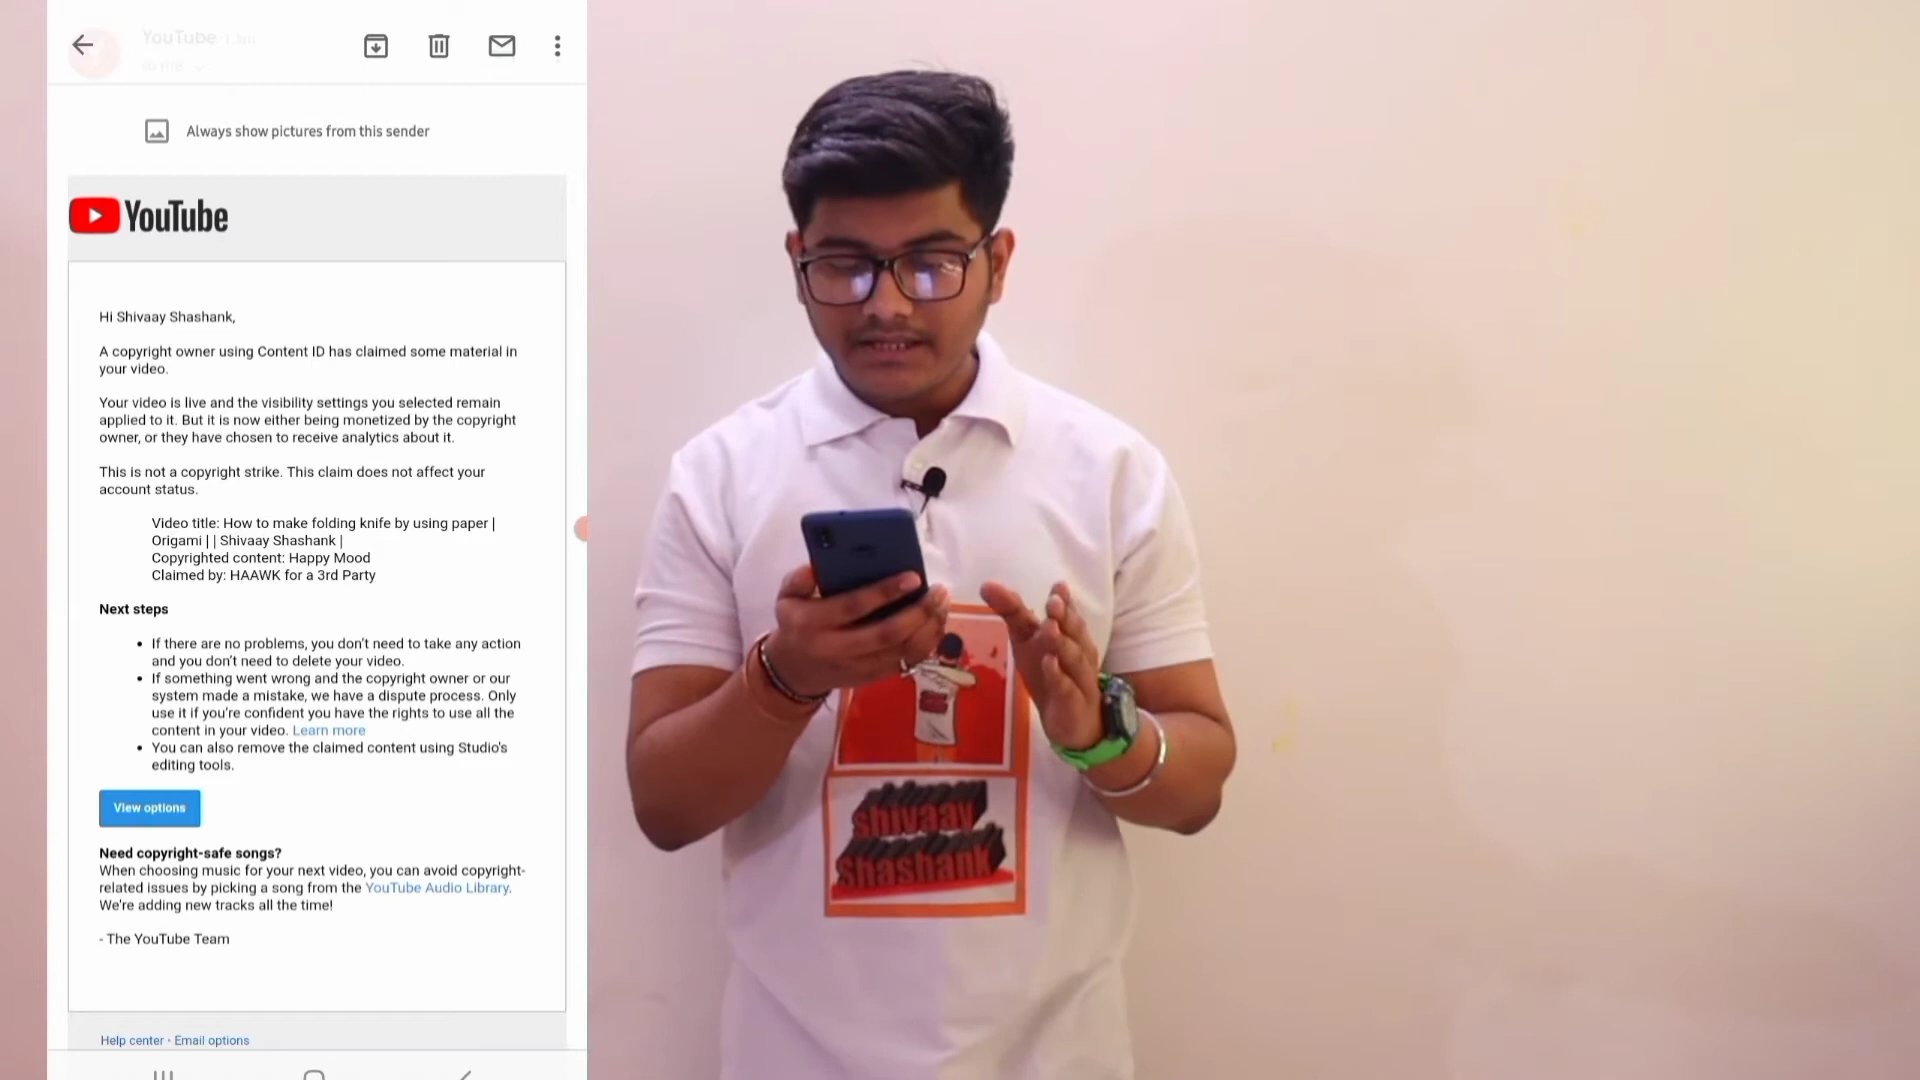 YouTube
to me
Always show pictures from this sender
YouTube
Hi Shivaay Shashank,
A copyright owner using Content ID has claimed some material in
your video.
Your video is live and the visibility settings you selected remain
applied to it. But it is now either being monetized by the copyright
owner, or they have chosen to receive analytics about it.
This is not a copyright strike. This claim does not affect your
account status.
Video title: How to make folding knife by using paper |
Origami | | Shivaay Shashank |
Copyrighted content: Happy Mood
Claimed by: HAAWK for a 3rd Party
Next steps
• If there are no problems, you don't need to take any action
and you don't need to delete your video.
• If something went wrong and the copyright owner or our
system made a mistake, we have a dispute process. Only
use it if you're confident you have the rights to use all the
content in your video. Learn more
• You can also remove the claimed content using Studio's
editing tools.
View options
Need copyright-safe songs?
When choosing music for your next video, you can avoid copyright-
related issues by picking a song from the YouTube Audio Library.
We're adding new tracks all the time!
- The YouTube Team
Help center • Email options
shivaay
shashank